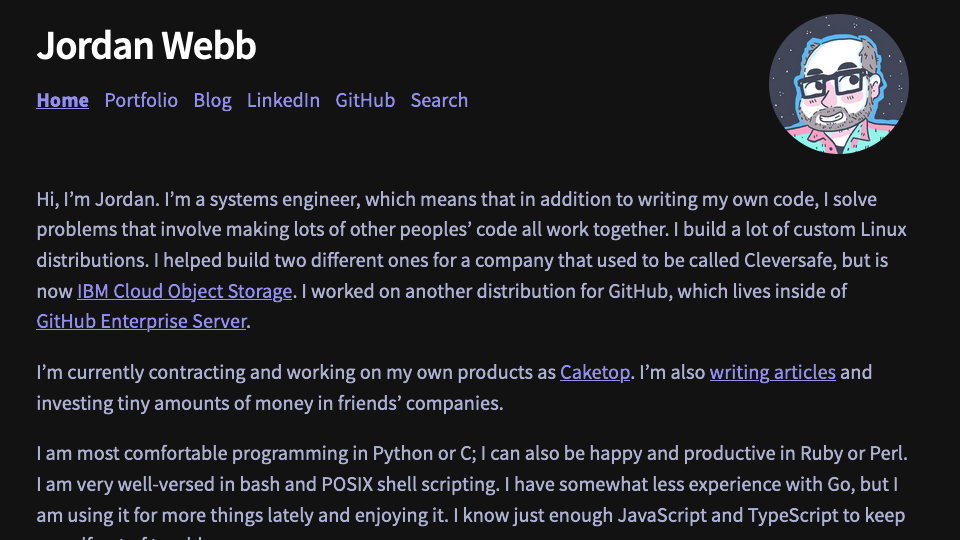 Jordan Webb
Home Portfolio Blog LinkedIn GitHub Search
Hi, I’m Jordan. I’m a systems engineer, which means that in addition to writing my own code, I solve
problems that involve making lots of other peoples’ code all work together. I build a lot of custom Linux
distributions. I helped build two different ones for a company that used to be called Cleversafe, but is
now IBM Cloud Object Storage. I worked on another distribution for GitHub, which lives inside of
GitHub Enterprise Server.
I’m currently contracting and working on my own products as Caketop. I’m also writing articles and
investing tiny amounts of money in friends’ companies.
I am most comfortable programming in Python or C; I can also be happy and productive in Ruby or Perl.
I am very well-versed in bash and POSIX shell scripting. I have somewhat less experience with Go, but I
am using it for more things lately and enjoying it. I know just enough JavaScript and TypeScript to keep